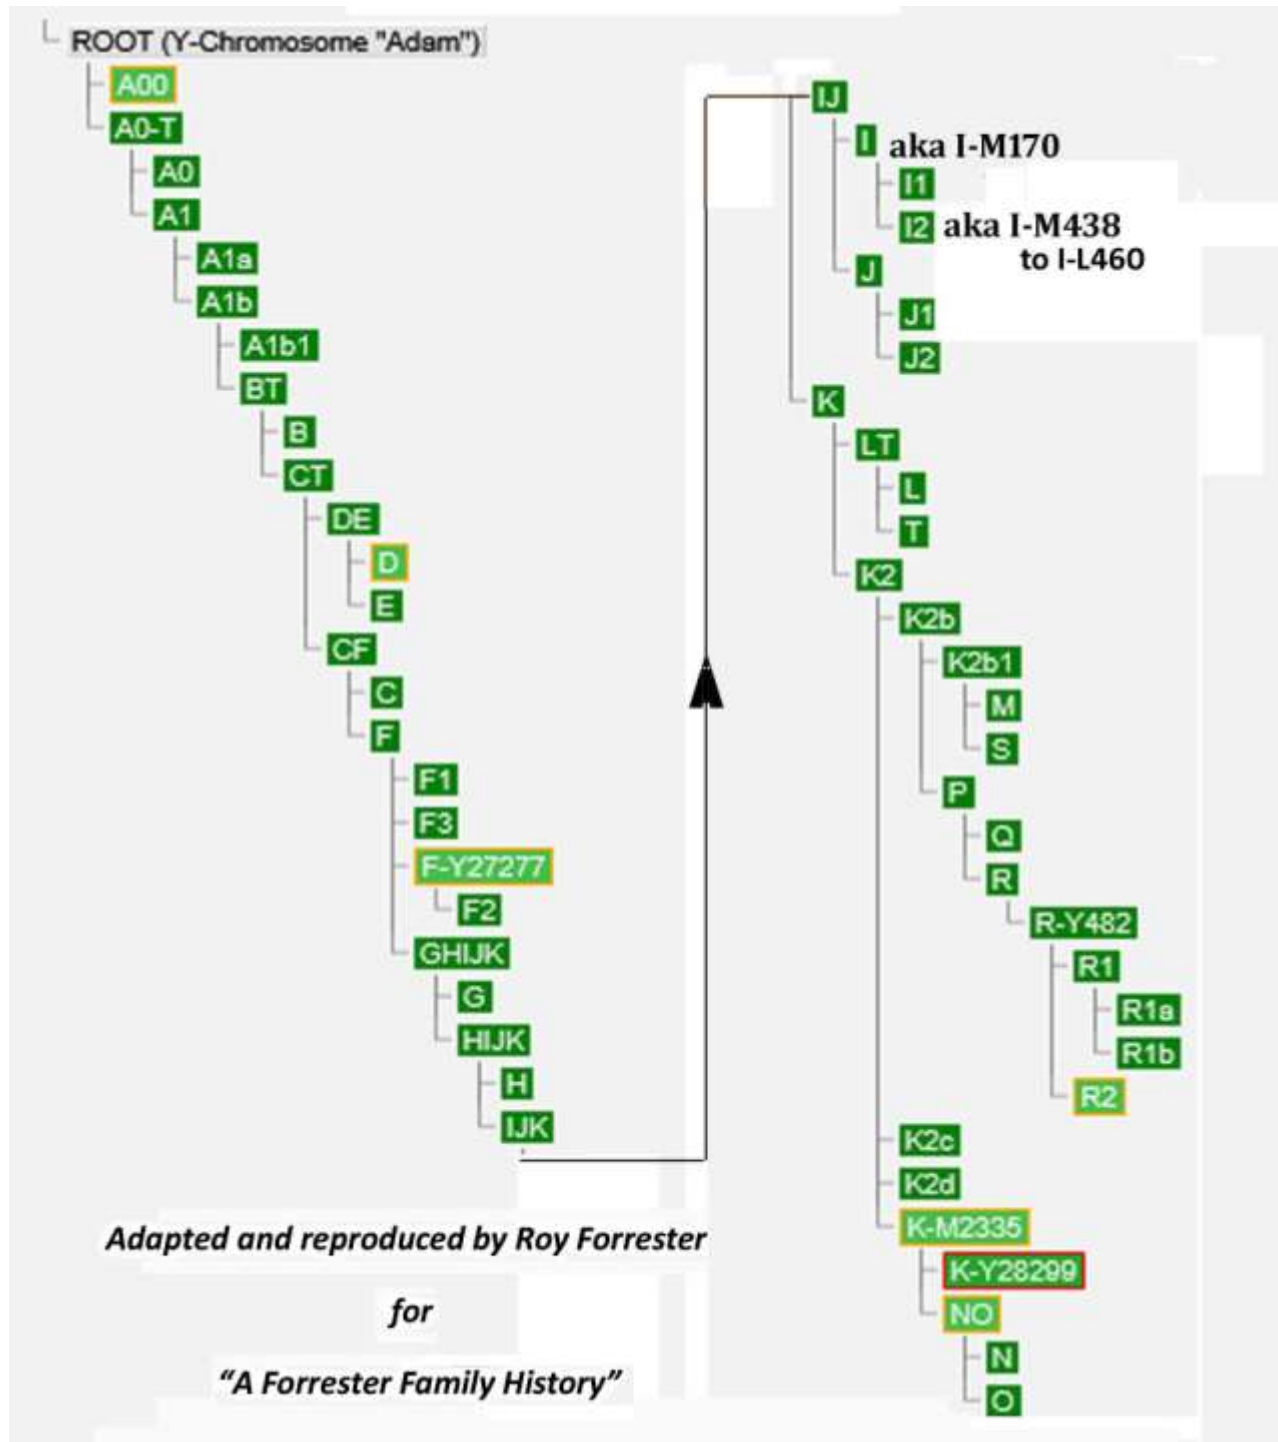 ROOT (Y-Chromosome "Adam")
A00
A0-T
A0
A1
A1a
A1b
A1b1
BT
B
CT
DE
D
E
CF
C
F
F1
F3
F-Y27277
F2
GHIJK
G
HIJK
H
IJK
IJ
I aka I-M170
I1
I2 aka I-M438
to I-L460
J
J1
J2
K
LT
L
T
K2
K2b
K2b1
M
S
P
Q
R
R-Y482
R1
R1a
R1b
R2
K2c
K2d
K-M2335
K-Y28299
NO
N
O
Adapted and reproduced by Roy Forrester
for
“A Forrester Family History”